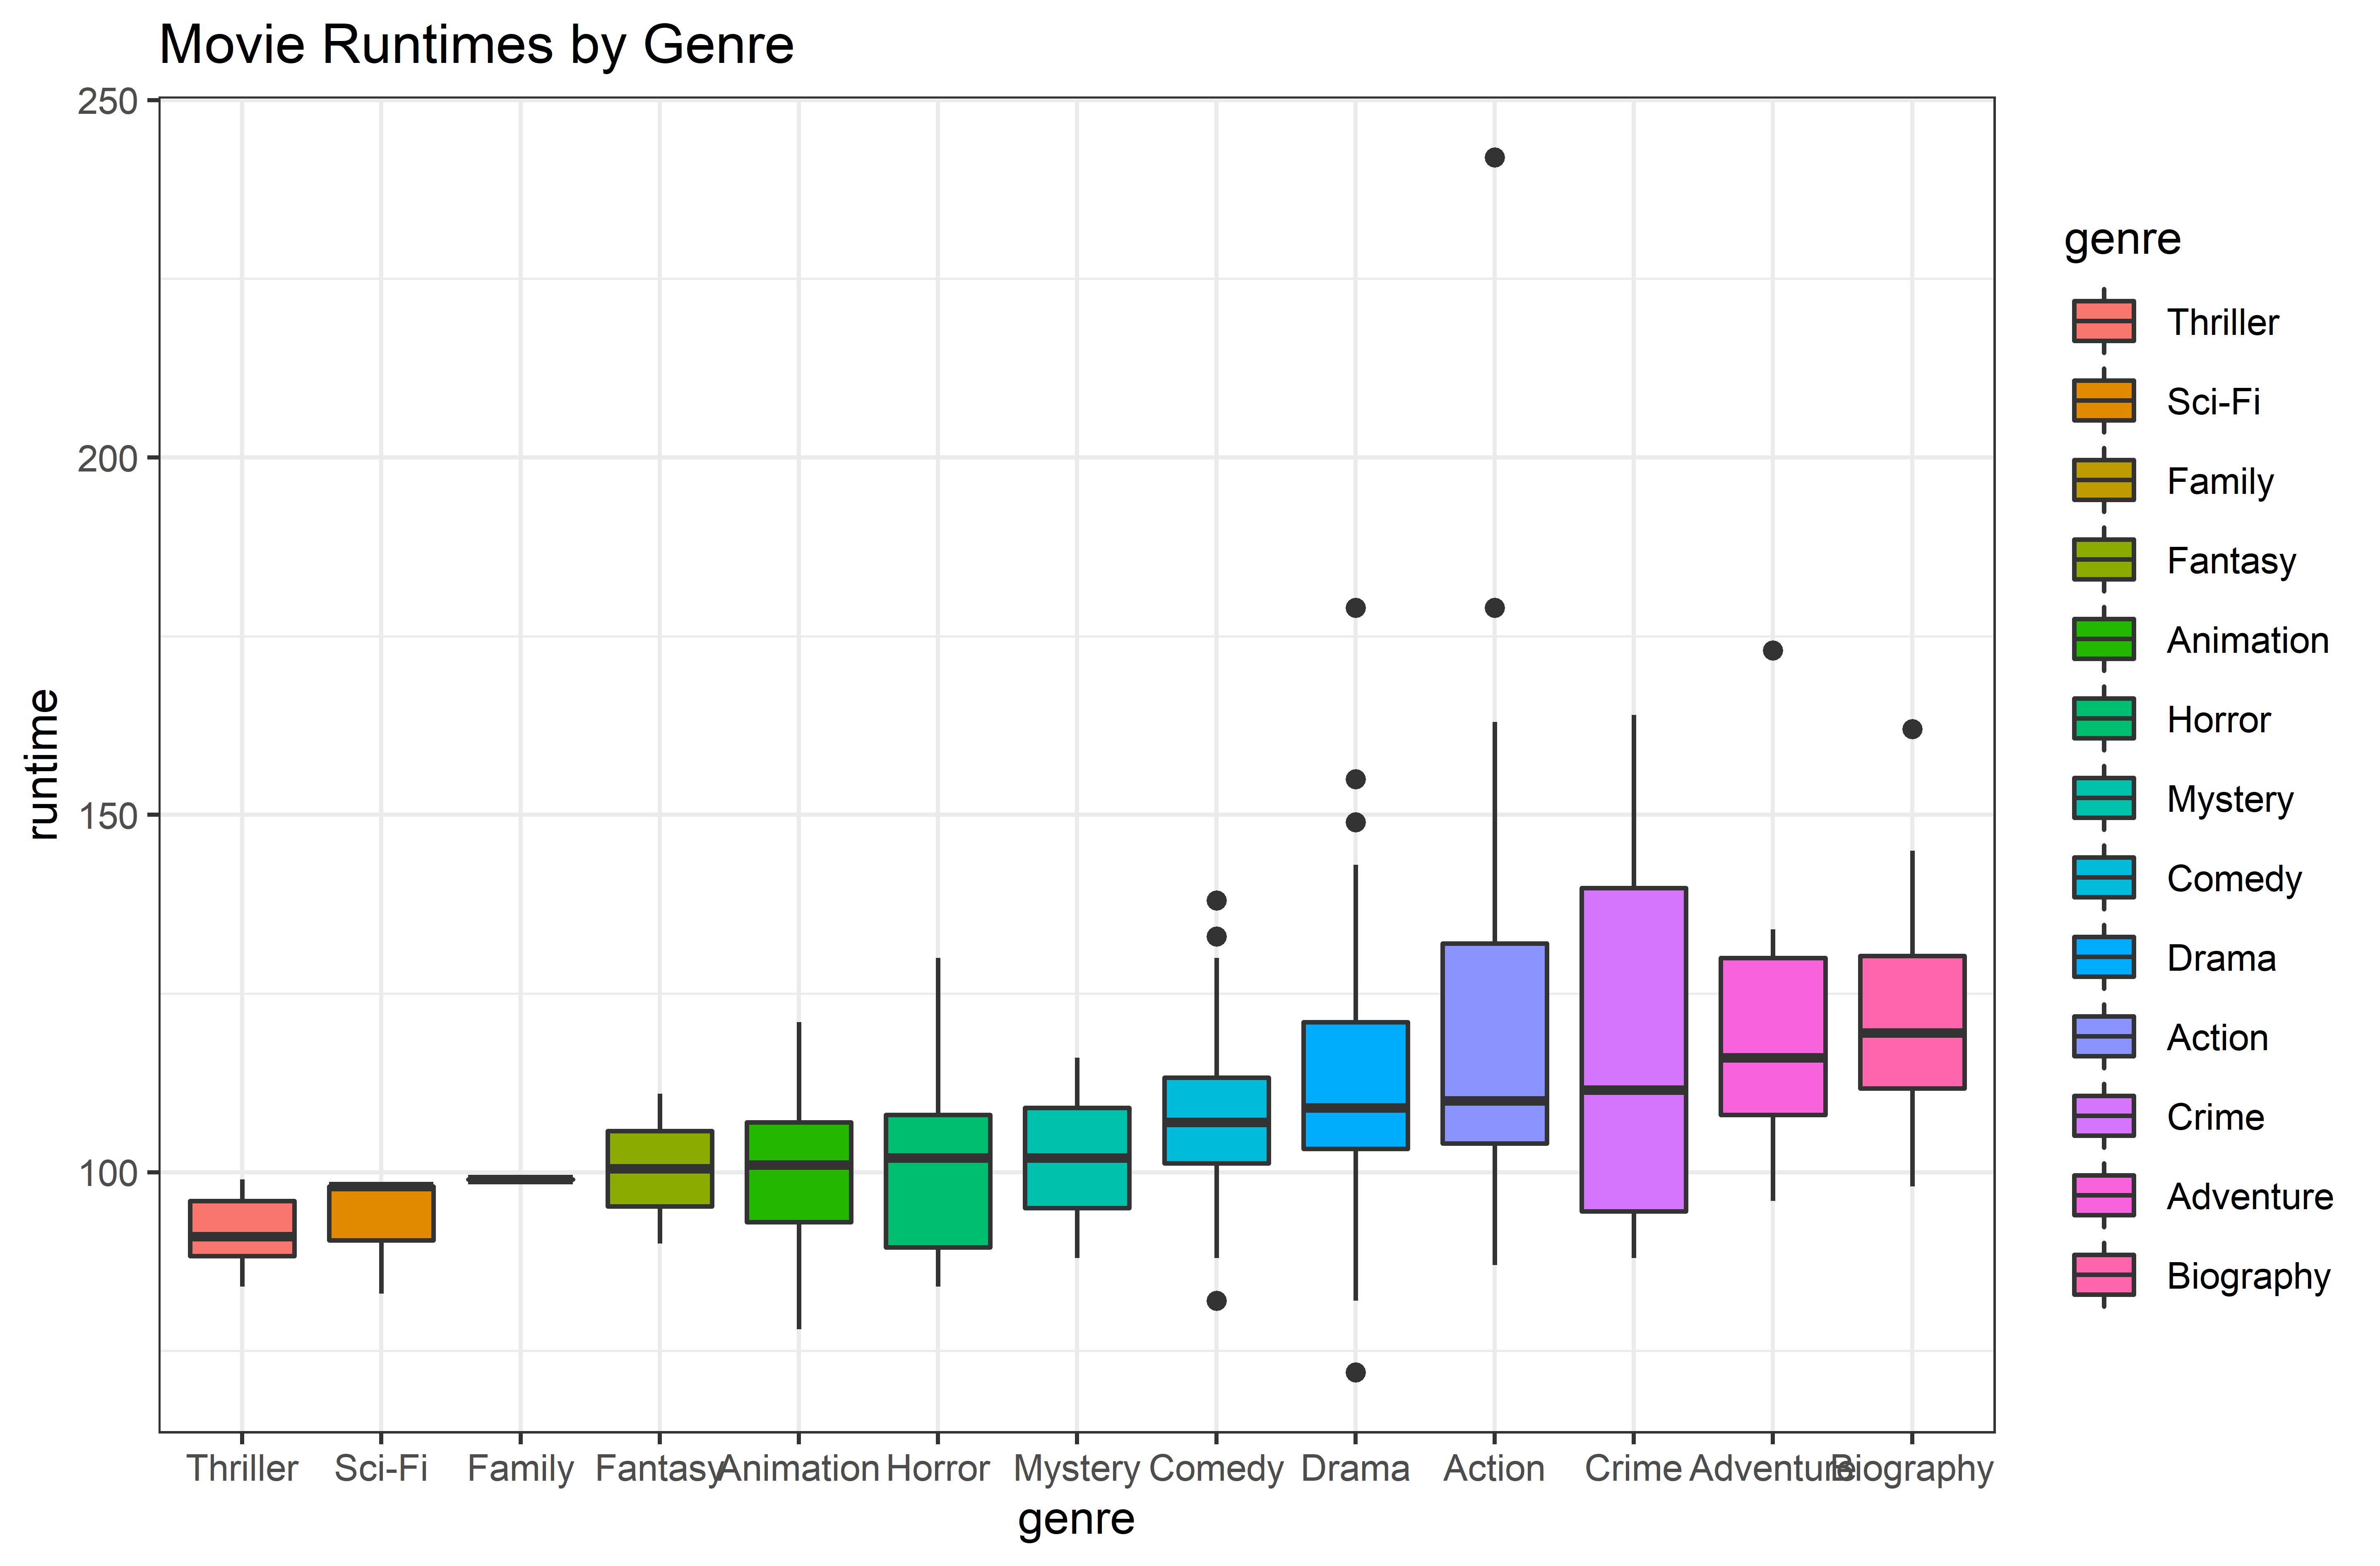 Movie Runtimes by Genre
250
200
150
100
runtime
Thriller Sci-Fi Family Fantasy Animation Horror Mystery Comedy Drama Action Crime Adventure Biography
genre
genre
Thriller
Sci-Fi
Family
Fantasy
Animation
Horror
Mystery
Comedy
Drama
Action
Crime
Adventure
Biography